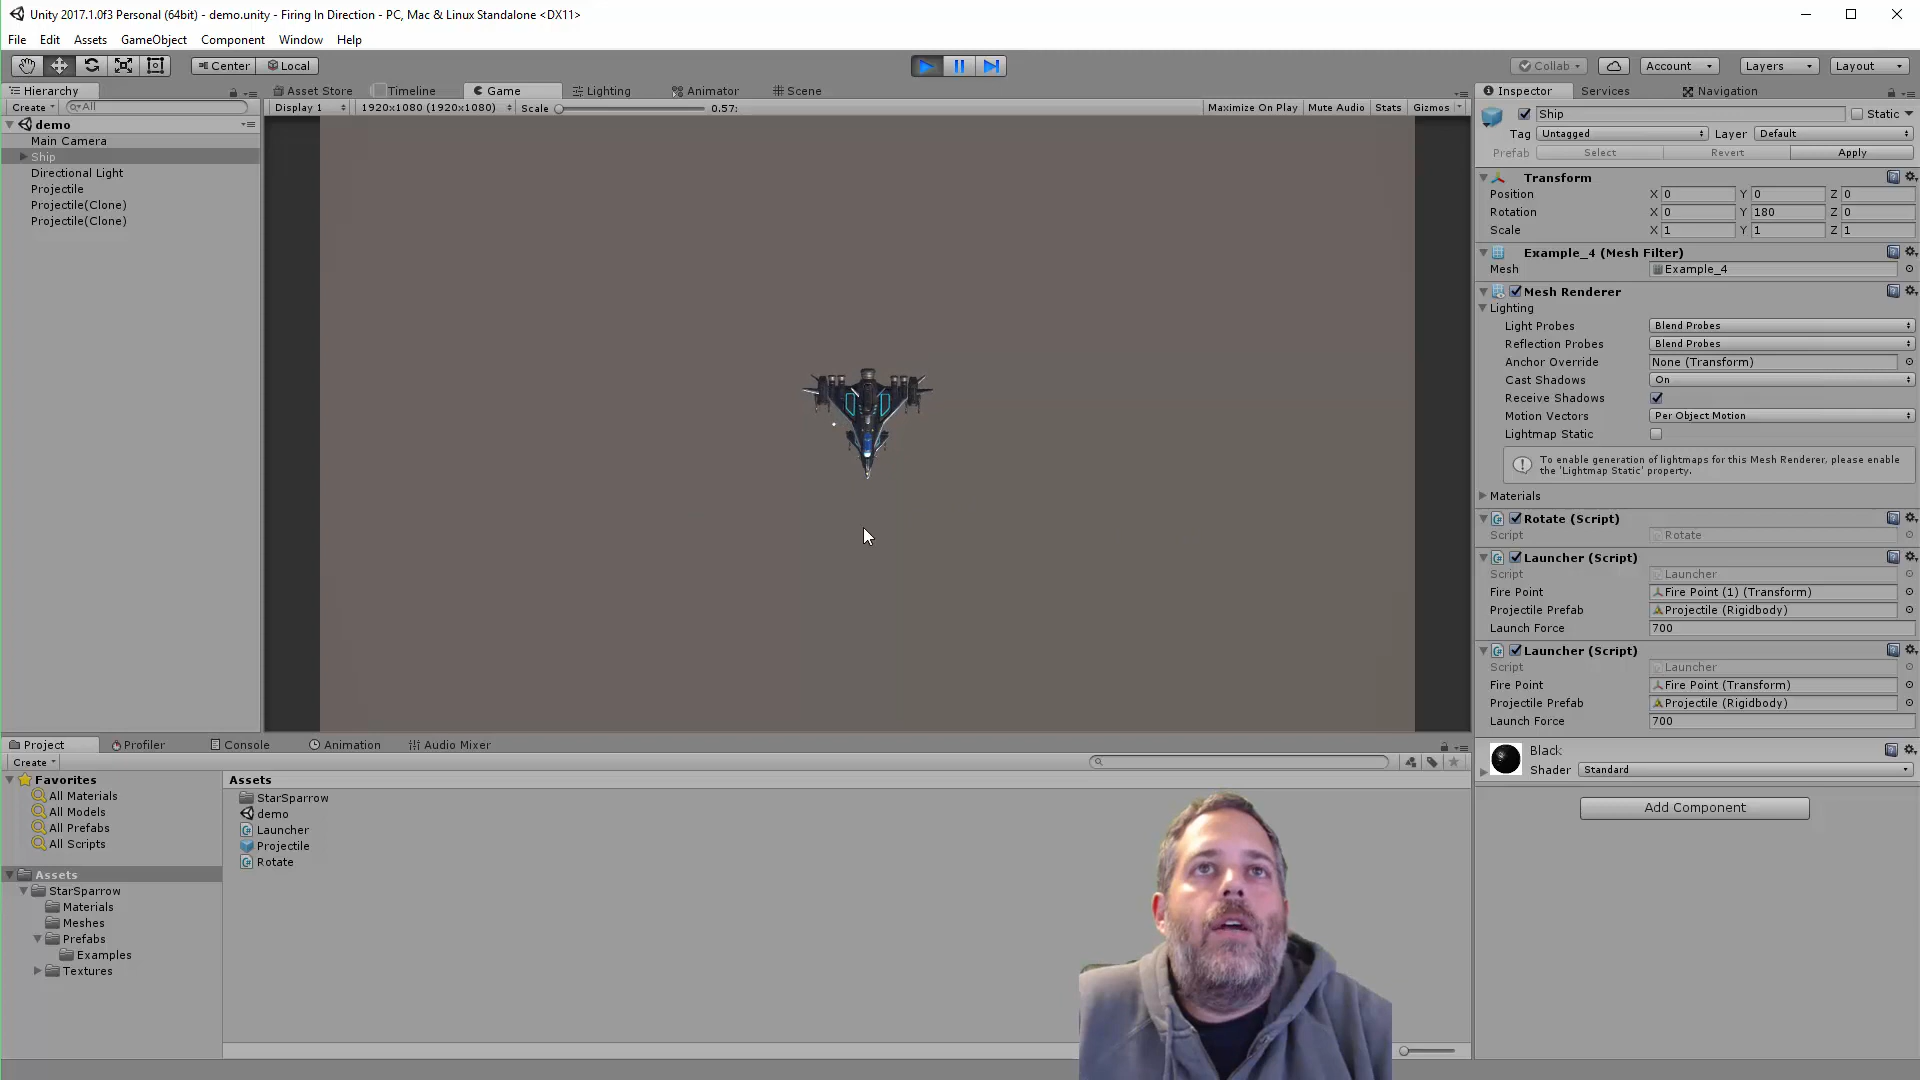 Unity 2017.1.0f3 Personal (64bit) - demo.unity - Firing In Direction - PC, Mac & Linux Standalone <DX11>
File Edit Assets GameObject Component Window Help
Center Local Collab Account Layers Layout
Hierarchy
Create All
demo
Main Camera
Ship
Directional Light
Projectile
Projectile(Clone)
Projectile(Clone)
Asset Store Timeline Game Lighting Animator Scene
Display 1 1920x1080 (1920x1080) Scale 0.57: Maximize On Play Mute Audio Stats Gizmos
Inspector Services Navigation
Ship Static
Tag Untagged Layer Default
Prefab Select Revert Apply
Transform
Position X 0 Y 0 Z 0
Rotation X 0 Y 180 Z 0
Scale X 1 Y 1 Z 1
Example_4 (Mesh Filter)
Mesh Example_4
Mesh Renderer
Lighting
Light Probes Blend Probes
Reflection Probes Blend Probes
Anchor Override None (Transform)
Cast Shadows On
Receive Shadows
Motion Vectors Per Object Motion
Lightmap Static
To enable generation of lightmaps for this Mesh Renderer, please enable
the 'Lightmap Static' property.
Materials
Rotate (Script)
Script Rotate
Launcher (Script)
Script Launcher
Fire Point Fire Point (1) (Transform)
Projectile Prefab Projectile (Rigidbody)
Launch Force 700
Launcher (Script)
Script Launcher
Fire Point Fire Point (Transform)
Projectile Prefab Projectile (Rigidbody)
Launch Force 700
Black
Shader Standard
Add Component
Project Profiler Console Animation Audio Mixer
Create
Favorites
All Materials
All Models
All Prefabs
All Scripts
Assets
StarSparrow
Materials
Meshes
Prefabs
Examples
Textures
Assets
StarSparrow
demo
Launcher
Projectile
Rotate